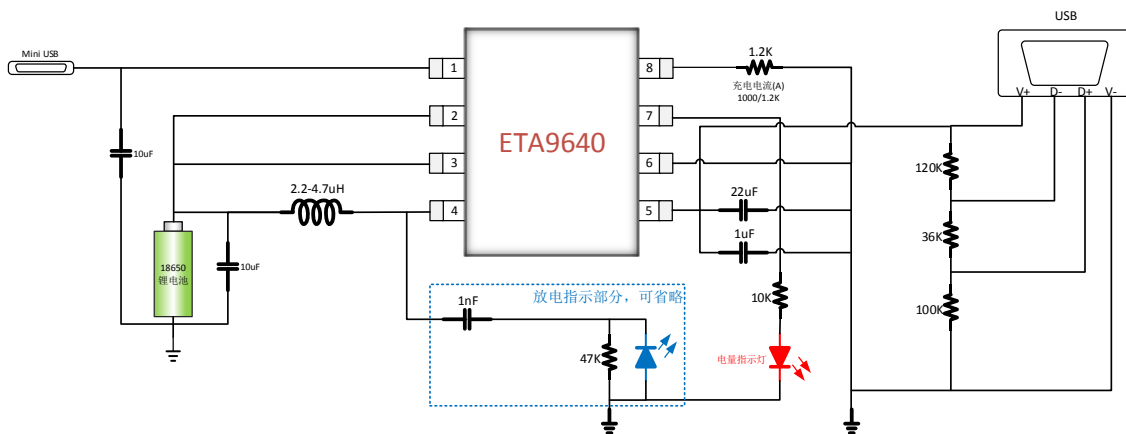 USB
Mini USB
1.2K
充电电流(A)
1000/1.2K
1
8
V+
D-
D+
V-
2
7
ETA9640
10uF
3
6
120K
2.2-4.7uH
22uF
4
5
36K
1uF
18650
锂电池
10uF
放电指示部分，可省略
1nF
10K
100K
47K
电量指示灯